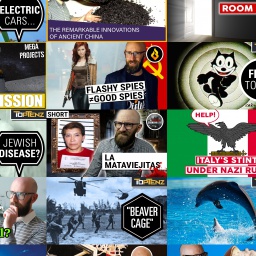 ELECTRIC
CARS...
THE REMARKABLE INNOVATIONS
OF ANCIENT CHINA
ROOM
MEGA
PROJECTS
FLASHY SPIES
≠GOOD SPIES
TO
TOPTENZ
SHORT
HELP!
JEWISH
DISEASE?
LA
MATAVIEJITAS
ITALY'S STINT
UNDER NAZI RU
TOPTENZ
"BEAVER
CAGE"